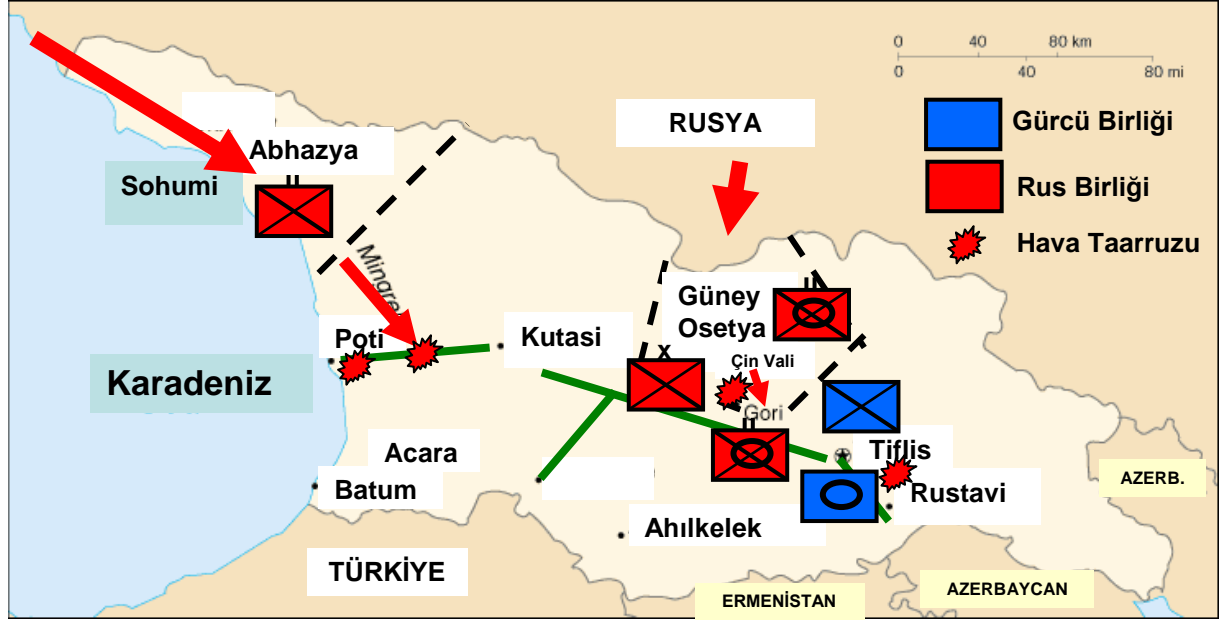 0 40 80 km
0 40 80 mi
RUSYA
Gürcü Birliği
Abhazya
Sohumi
Rus Birliği
Hava Taarruzu
Güney
Osetya
Poti
Kutasi
x
Çin Vali
Karadeniz
Gori
Acara
Tiflis
Batum
Rustavi
AZERB.
Ahılkelek
TÜRKİYE
AZERBAYCAN
ERMENİSTAN